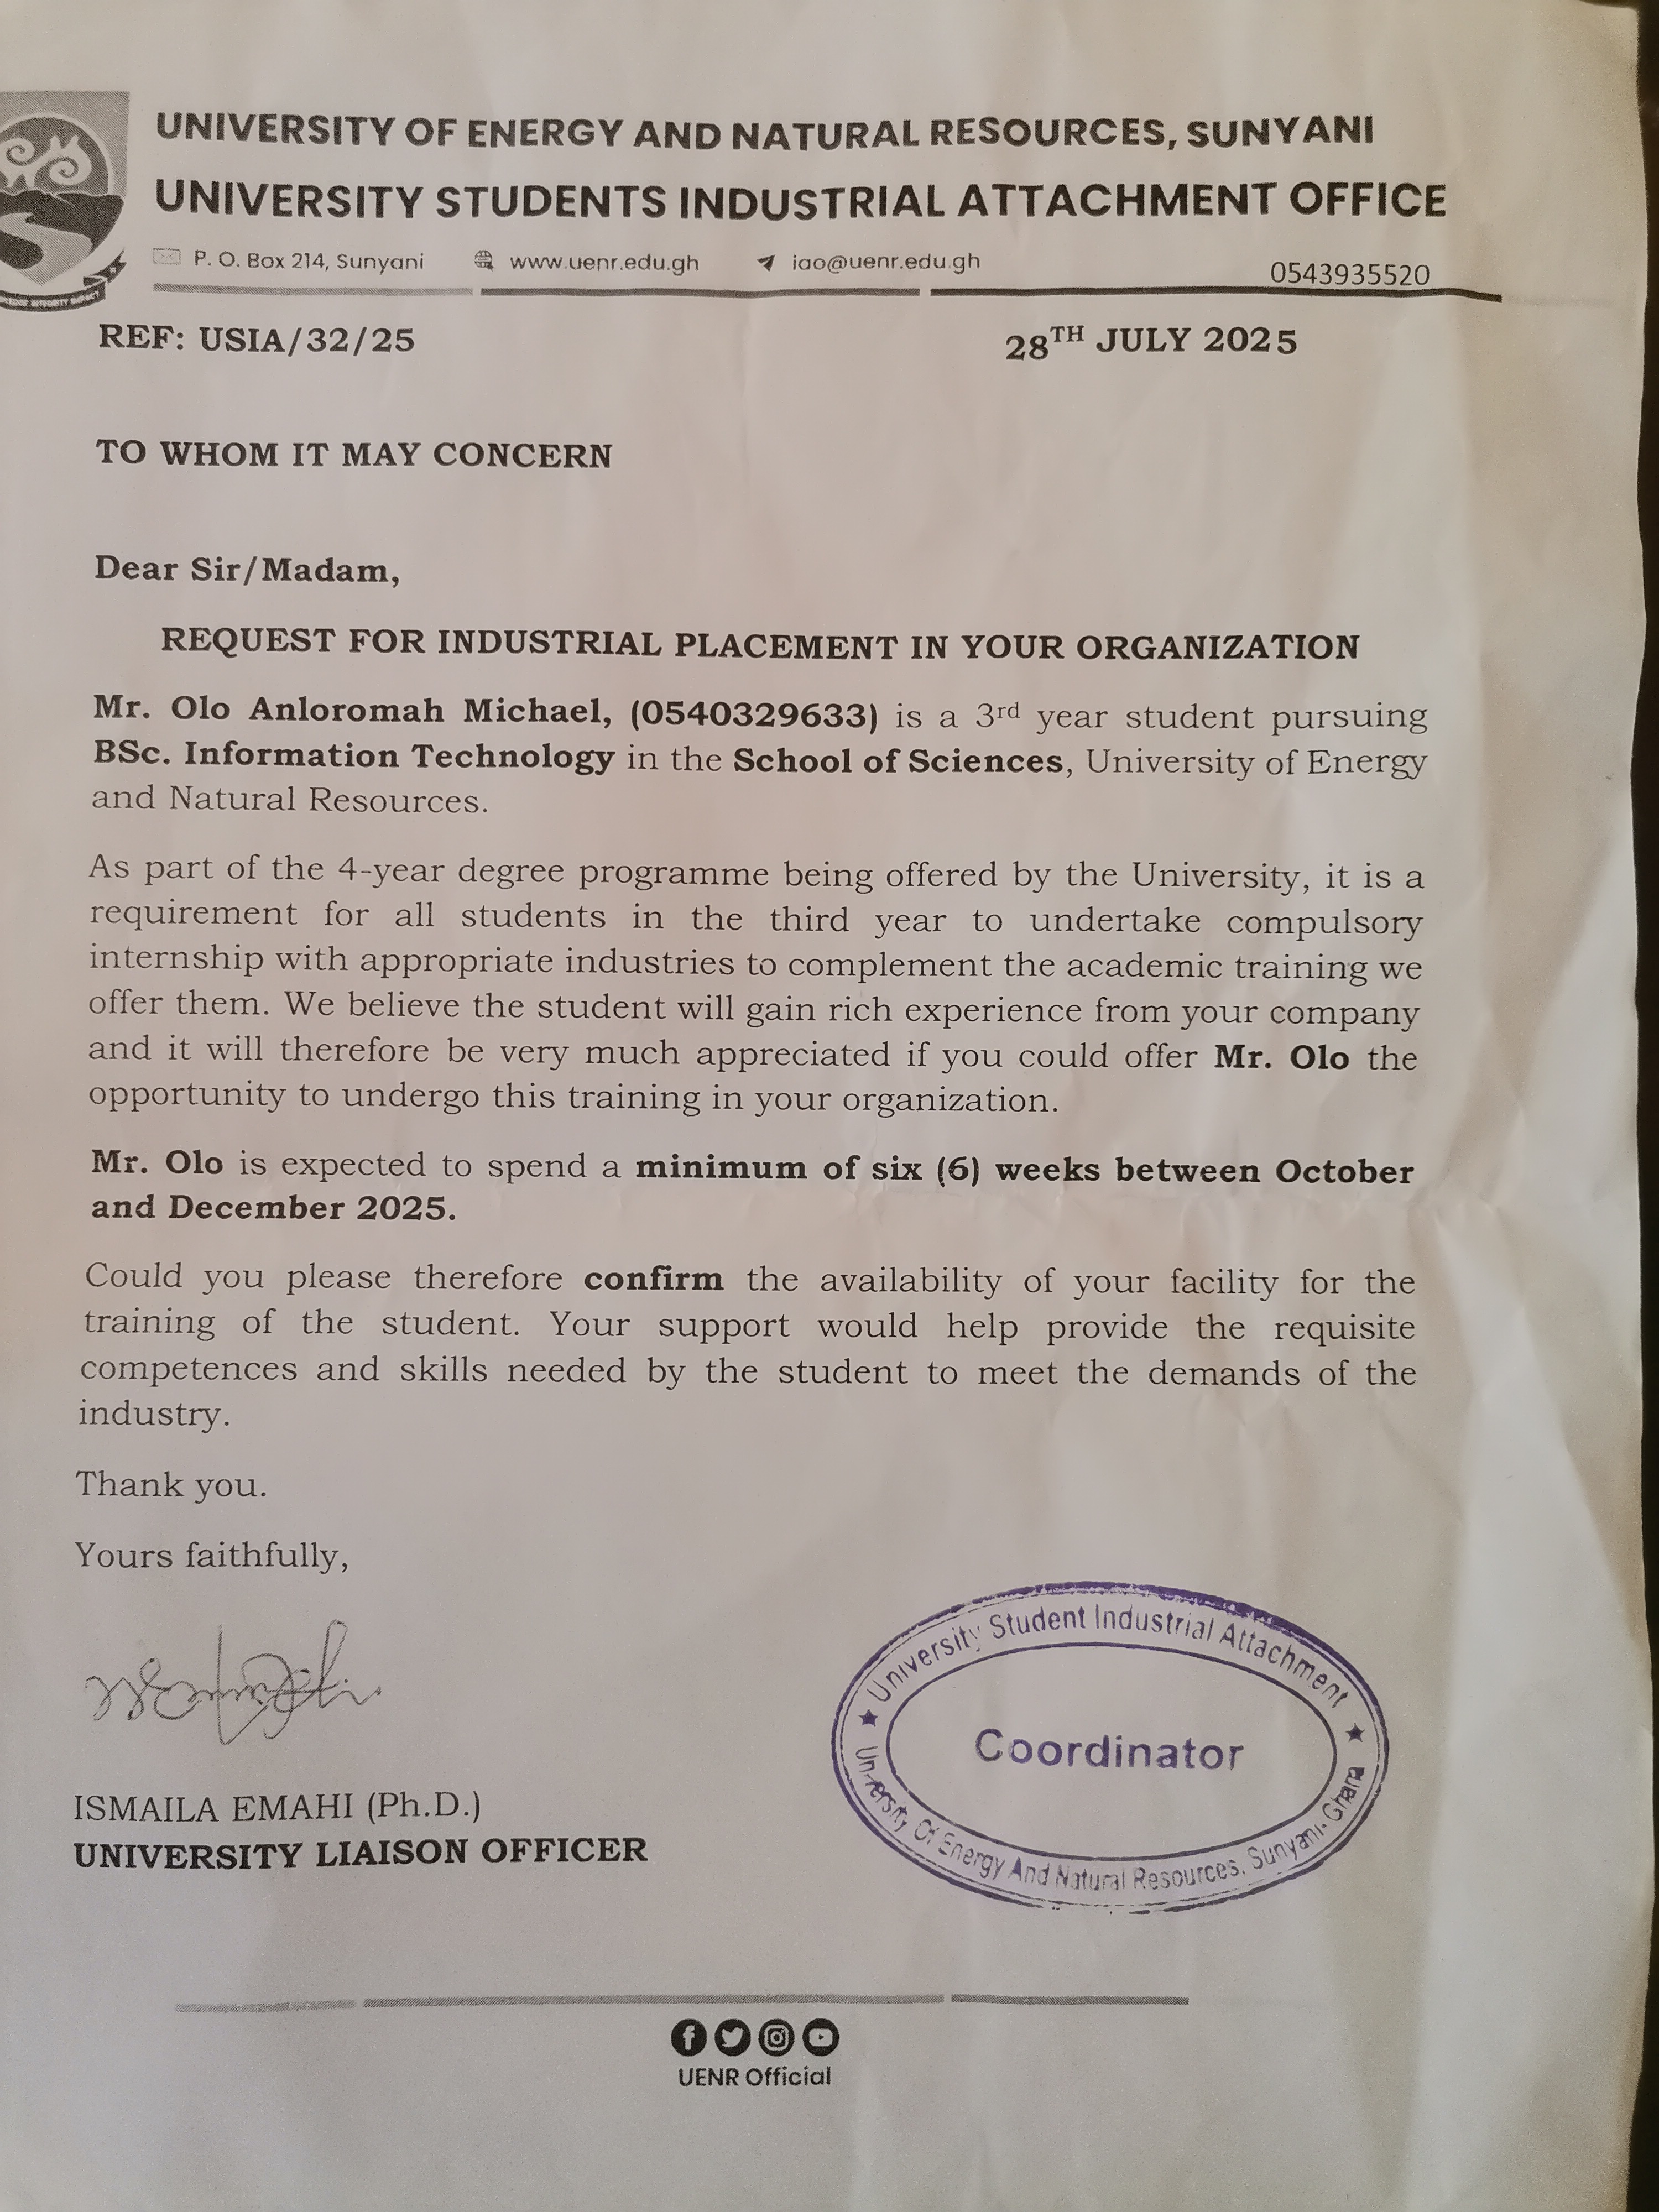 UNIVERSITY OF ENERGY AND NATURAL RESOURCES, SUNYANI
UNIVERSITY STUDENTS INDUSTRIAL ATTACHMENT OFFICE
P. O. Box 214, Sunyani www.uenr.edu.gh iao@uenr.edu.gh 0543935520
INTEGRITY IMPACT
REF: USIA/32/25 28TH JULY 2025
TO WHOM IT MAY CONCERN
Dear Sir/Madam,
REQUEST FOR INDUSTRIAL PLACEMENT IN YOUR ORGANIZATION
Mr. Olo Anloromah Michael, (0540329633) is a 3rd year student pursuing
BSc. Information Technology in the School of Sciences, University of Energy
and Natural Resources.
As part of the 4-year degree programme being offered by the University, it is a
requirement for all students in the third year to undertake compulsory
internship with appropriate industries to complement the academic training we
offer them. We believe the student will gain rich experience from your company
and it will therefore be very much appreciated if you could offer Mr. Olo the
opportunity to undergo this training in your organization.
Mr. Olo is expected to spend a minimum of six (6) weeks between October
and December 2025.
Could you please therefore confirm the availability of your facility for the
training of the student. Your support would help provide the requisite
competences and skills needed by the student to meet the demands of the
industry.
Thank you.
Yours faithfully,
ISMAILA EMAHI (Ph.D.)
UNIVERSITY LIAISON OFFICER
University Student Industrial Attachment
Coordinator
University Of Energy And Natural Resources, Sunyani-Ghana
UENR Official